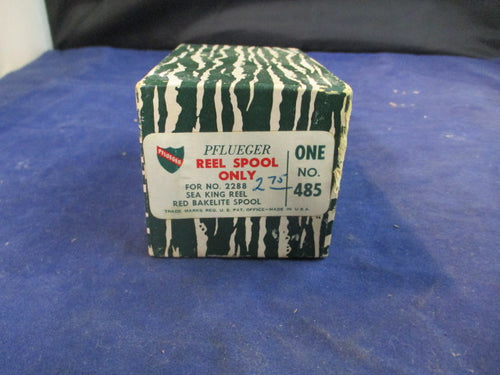 PFLUEGER
PFLUEGER
REEL SPOOL
ONLY
FOR NO. 2288
SEA KING REEL
RED BAKELITE SPOOL
TRADE MARKS REG. U.S. PAT. OFFICE-MADE IN U.S.A.
2 75
ONE
NO.
485